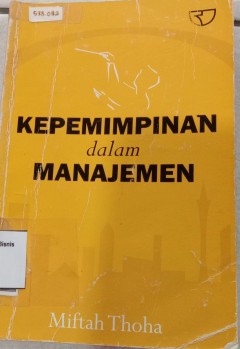 KEPEMIMPINAN
dalam
MANAJEMEN
Miftah Thoha